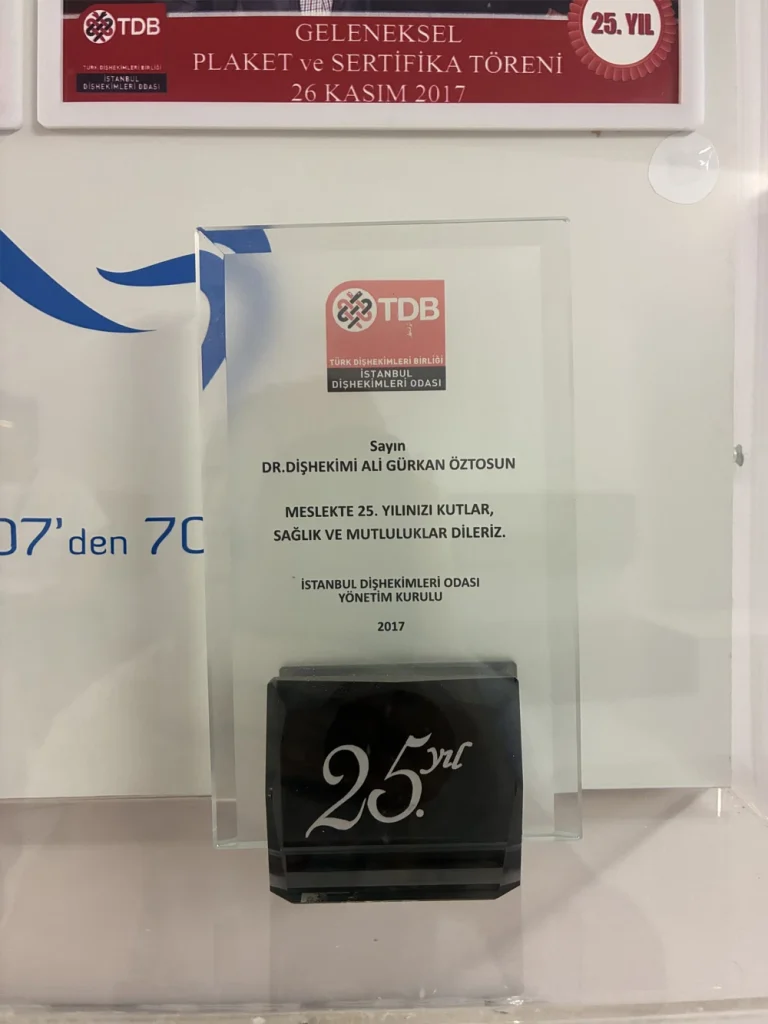 TDB
TÜRK DİŞHEKİMLERİ BİRLİĞİ
İSTANBUL
DİŞHEKİMLERİ ODASI
25. YIL
GELENEKSEL
PLAKET ve SERTİFİKA TÖRENİ
26 KASIM 2017
TDB
TÜRK DİŞHEKİMLERİ BİRLİĞİ
İSTANBUL
DİŞHEKİMLERİ ODASI
Sayın
DR.DİŞHEKİMİ ALİ GÜRKAN ÖZTOSUN
MESLEKTE 25. YILINIZI KUTLAR,
SAĞLIK VE MUTLULUKLAR DİLERİZ.
07'den 70
İSTANBUL DİŞHEKİMLERİ ODASI
YÖNETİM KURULU
2017
25. yıl